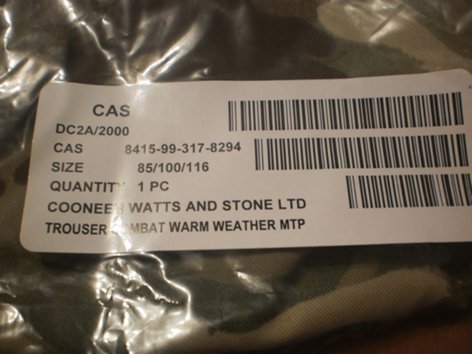 CAS
DC2A/2000
CAS 8415-99-317-8294
SIZE 85/100/116
QUANTITY 1 PC
COONEEN WATTS AND STONE LTD
TROUSER COMBAT WARM WEATHER MTP